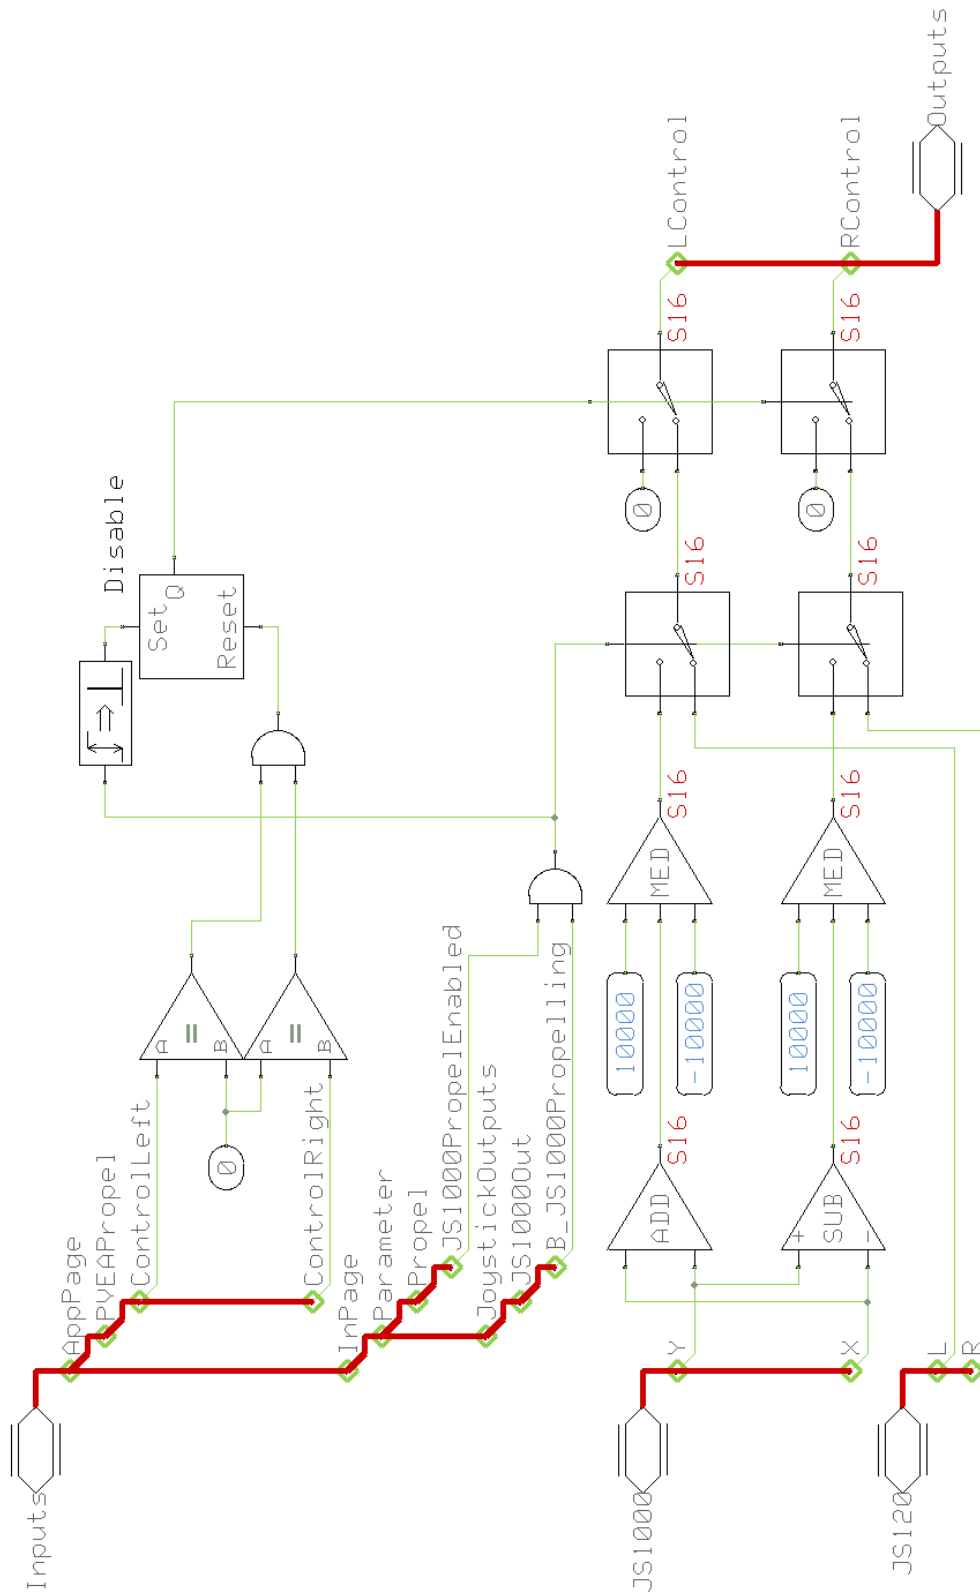 Inputs
AppPage
PVEAPropel
ControlLeft
A
=
B
0
A
=
B
ControlRight
Disable
Set
Q
Reset
InPage
Parameter
Propel
JS1000PropelEnabled
JoystickOutputs
JS1000Out
B_JS1000Propelling
JS1000
Y
ADD
S16
10000
-10000
MED
S16
S16
0
S16
LControl
X
+
SUB
-
S16
10000
-10000
MED
S16
S16
0
S16
RControl
JS120
L
R
Outputs